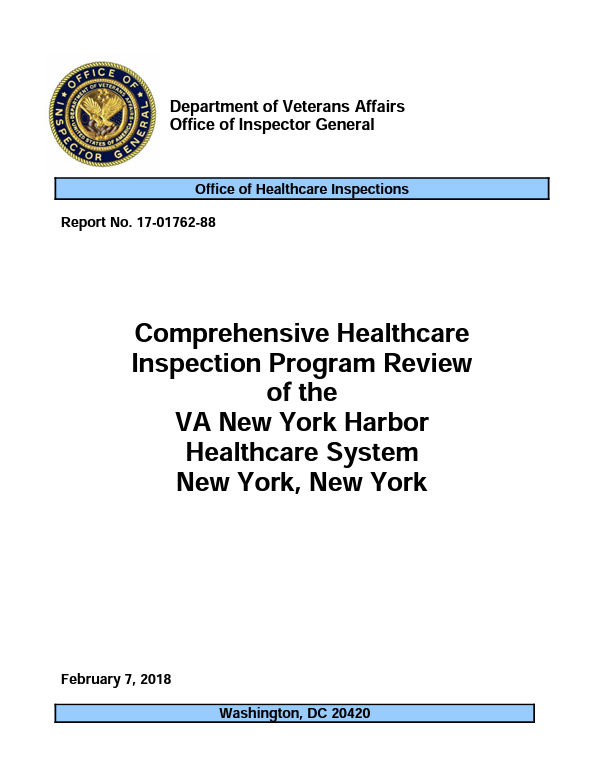 OFFICE OF
INSPECTOR GENERAL
DEPARTMENT OF VETERANS AFFAIRS
UNITED STATES OF AMERICA
Department of Veterans Affairs
Office of Inspector General
Office of Healthcare Inspections
Report No. 17-01762-88
Comprehensive Healthcare
Inspection Program Review
of the
VA New York Harbor
Healthcare System
New York, New York
February 7, 2018
Washington, DC 20420